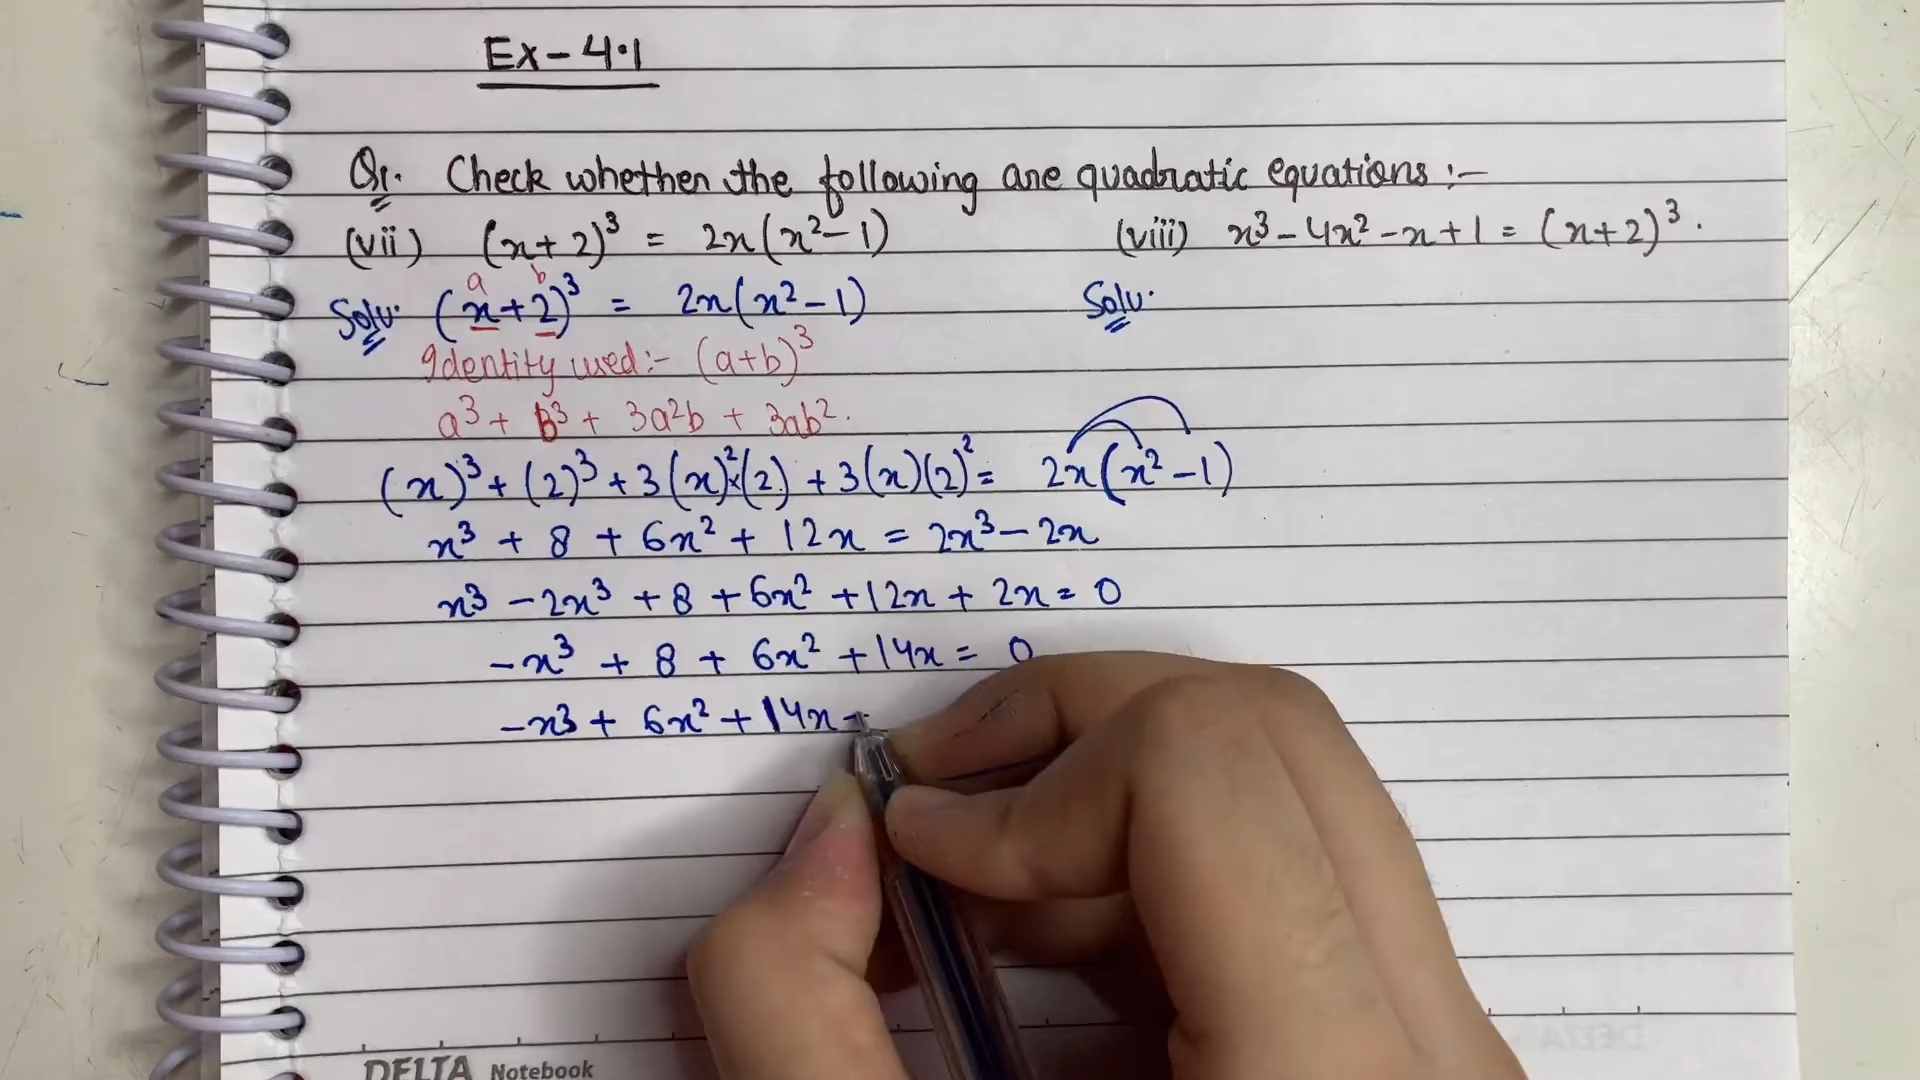 Ex - 4.1
Q1. Check whether the following are quadratic equations :-
(vii) (x+2)³ = 2x(x²-1) (viii) x³ - 4x² - x + 1 = (x+2)³.
a b
Solu. (x+2)³ = 2x(x²-1) Solu.
Identity used:- (a+b)³
a³ + b³ + 3a²b + 3ab².
(x)³ + (2)³ + 3(x)²×(2) + 3(x)(2)² = 2x(x²-1)
x³ + 8 + 6x² + 12x = 2x³ - 2x
x³ - 2x³ + 8 + 6x² + 12x + 2x = 0
-x³ + 8 + 6x² + 14x = 0
-x³ + 6x² + 14x +
DELTA Notebook